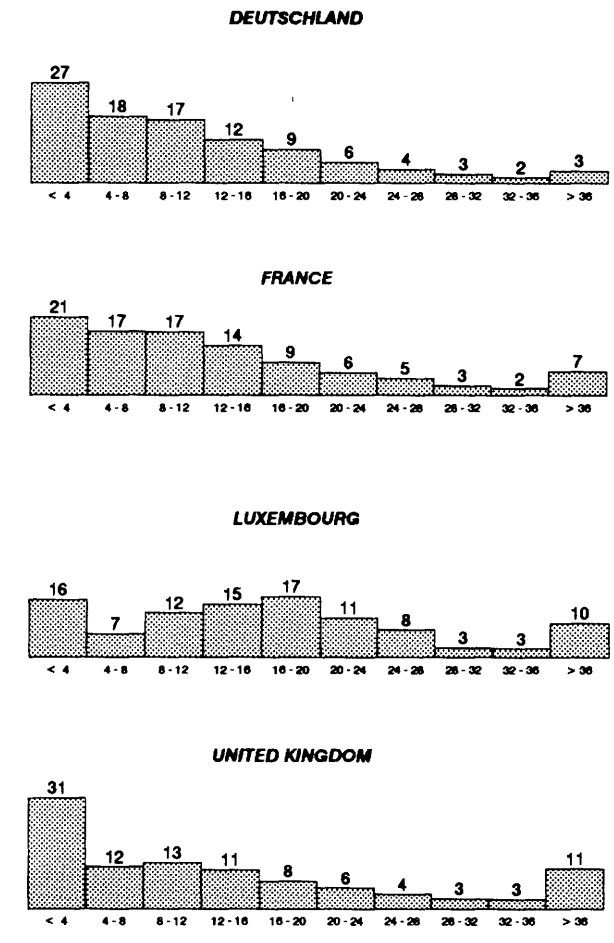 DEUTSCHLAND
27 18 17 12 9 6 4 3 2 3
< 4 4-8 8-12 12-16 16-20 20-24 24-28 28-32 32-36 > 36
FRANCE
21 17 17 14 9 6 5 3 2 7
< 4 4-8 8-12 12-16 16-20 20-24 24-28 28-32 32-36 > 36
LUXEMBOURG
16 7 12 15 17 11 8 3 3 10
< 4 4-8 8-12 12-16 16-20 20-24 24-28 28-32 32-36 > 36
UNITED KINGDOM
31 12 13 11 8 6 4 3 3 11
< 4 4-8 8-12 12-16 16-20 20-24 24-28 28-32 32-36 > 36